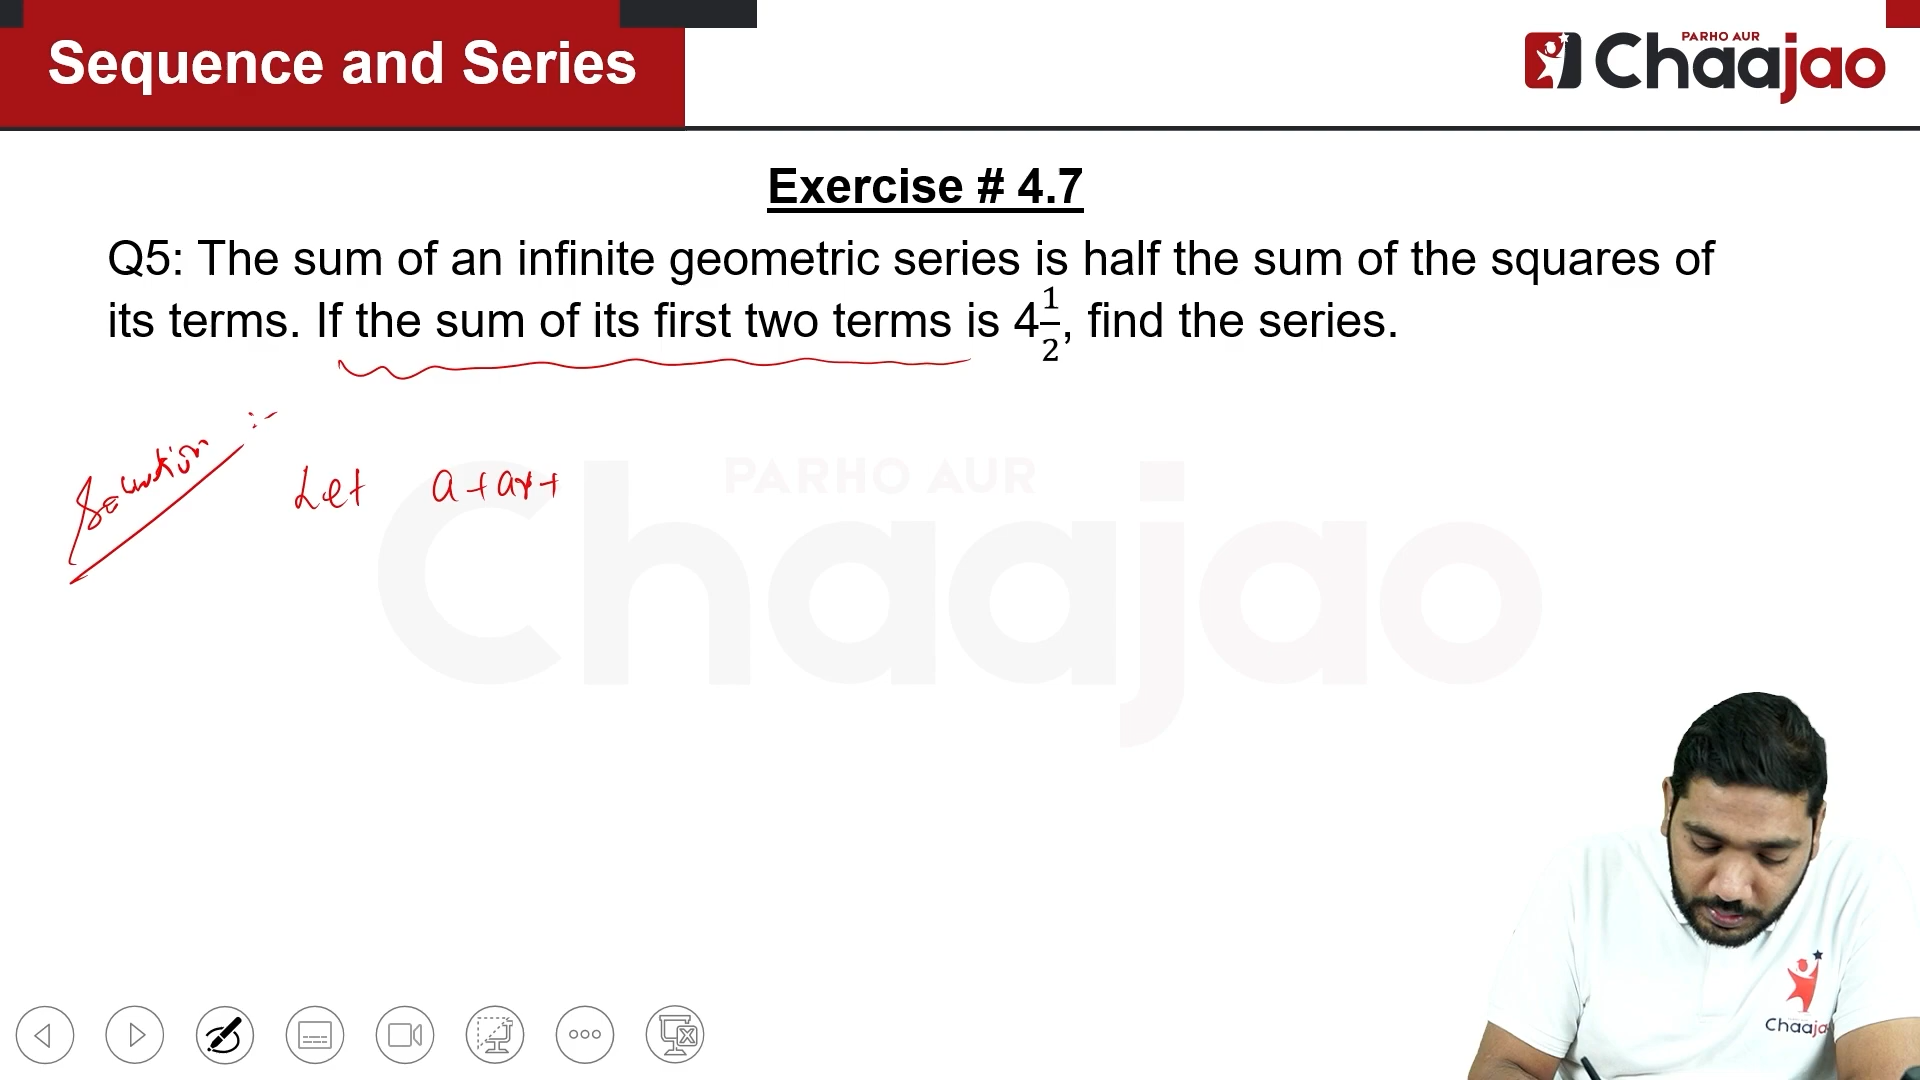 Sequence and Series
PARHO AUR
Chaajao
Exercise # 4.7
Q5: The sum of an infinite geometric series is half the sum of the squares of
its terms. If the sum of its first two terms is 4½, find the series.
Solution :-
Let a + ar +
PARHO AUR
Chaajao
Chaajao